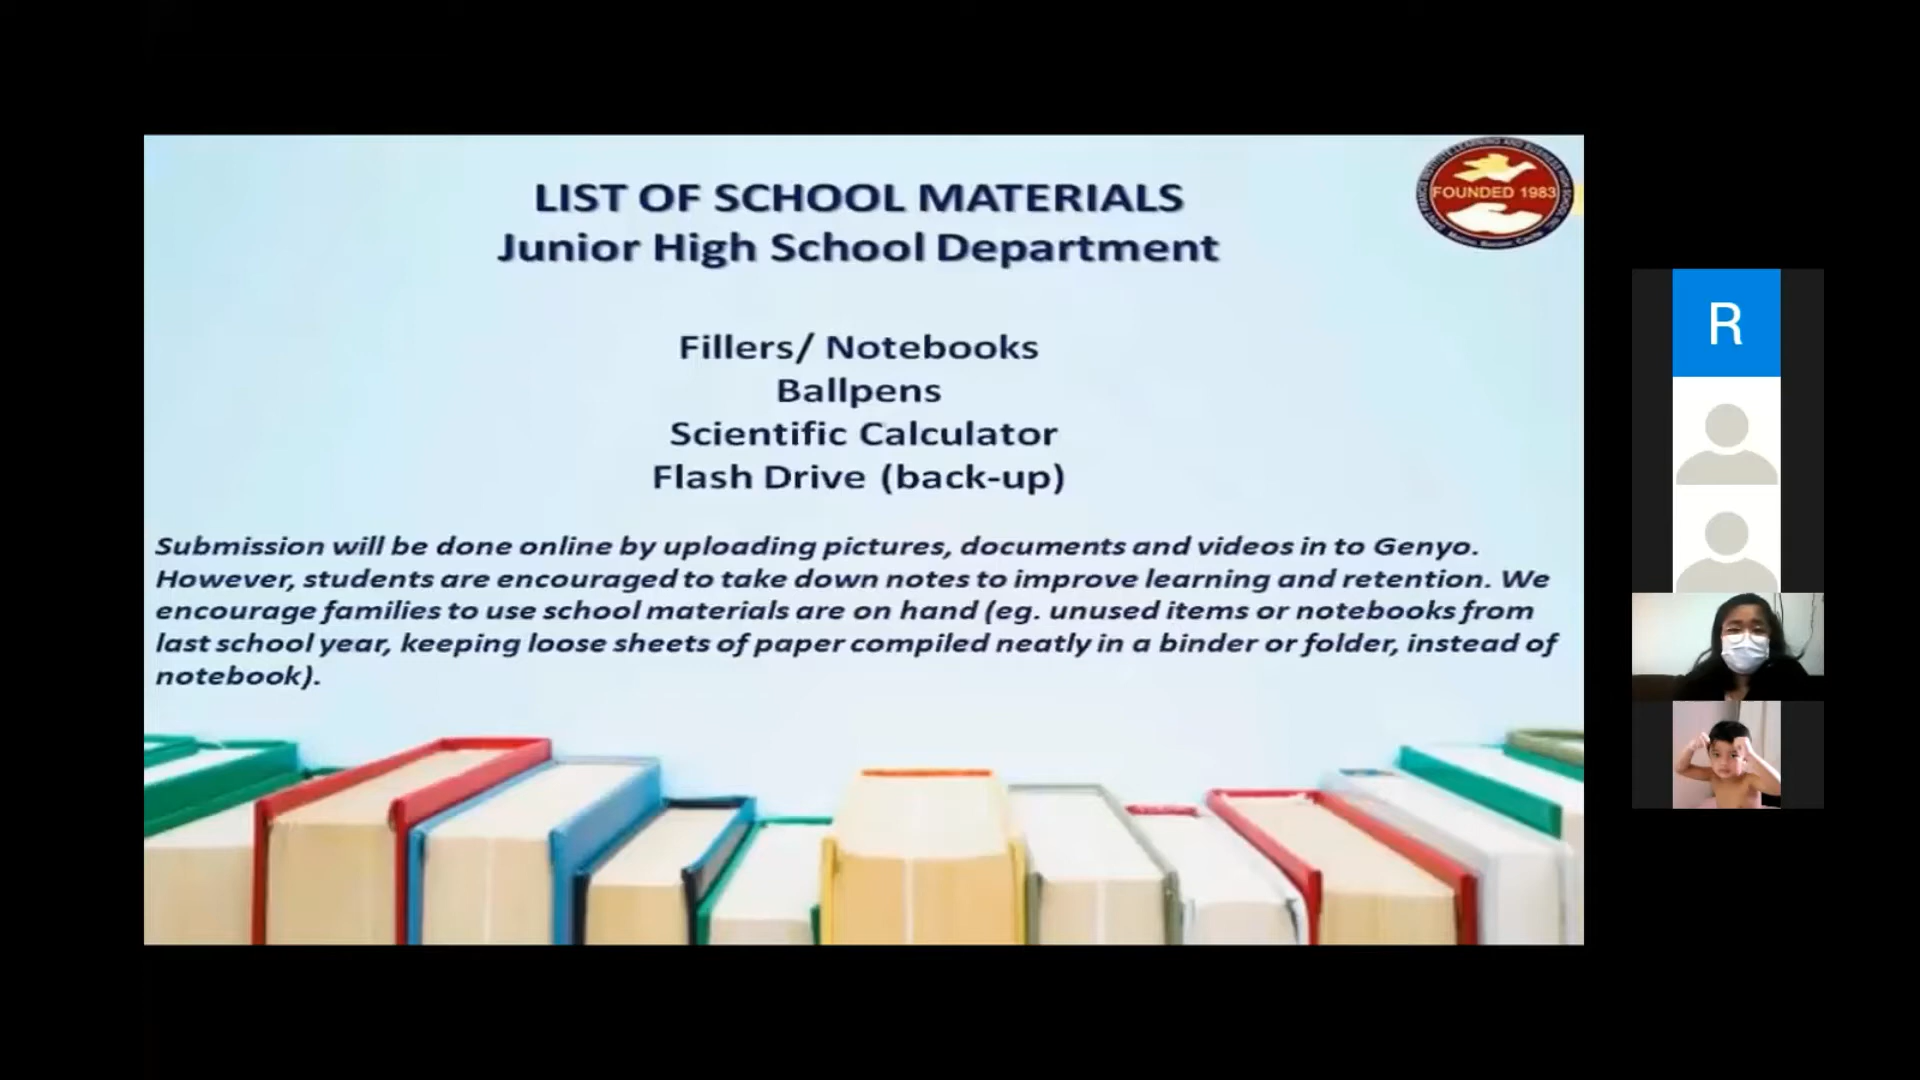 LIST OF SCHOOL MATERIALS
Junior High School Department
FOUNDED 1983
Fillers/ Notebooks
Ballpens
Scientific Calculator
Flash Drive (back-up)
Submission will be done online by uploading pictures, documents and videos in to Genyo.
However, students are encouraged to take down notes to improve learning and retention. We
encourage families to use school materials are on hand (eg. unused items or notebooks from
last school year, keeping loose sheets of paper compiled neatly in a binder or folder, instead of
notebook).
R